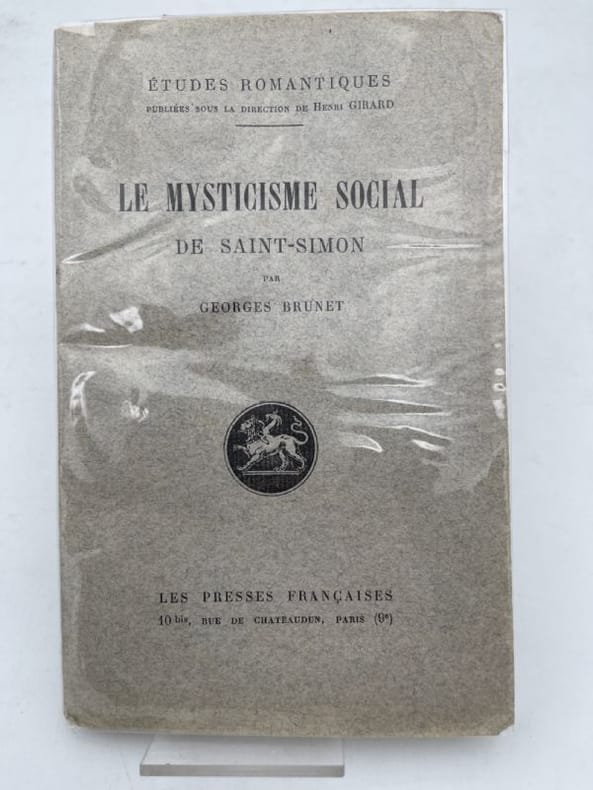 ÉTUDES ROMANTIQUES
PUBLIÉES SOUS LA DIRECTION DE HENRI GIRARD
LE MYSTICISME SOCIAL
DE SAINT-SIMON
PAR
GEORGES BRUNET
LES PRESSES FRANÇAISES
10 bis, RUE DE CHATEAUDUN, PARIS (9e)